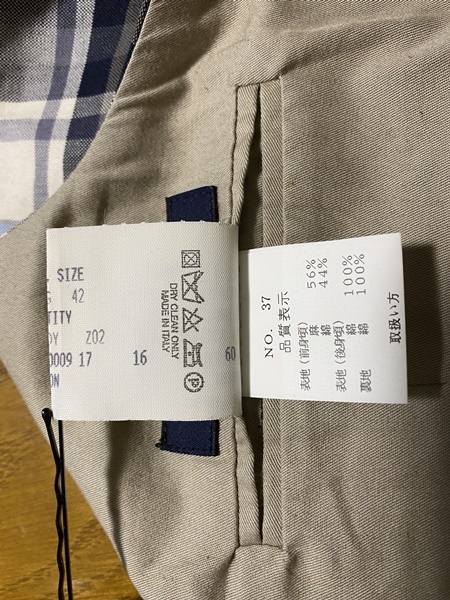 SIZE
42
TITY
Z02
0009 17 16 60
ON
DRY CLEAN ONLY
MADE IN ITALY
NO. 37
品質表示
表地 (前身頃) 麻 56%
綿 44%
表地 (後身頃) 綿 100%
裏地 綿 100%
取扱い方